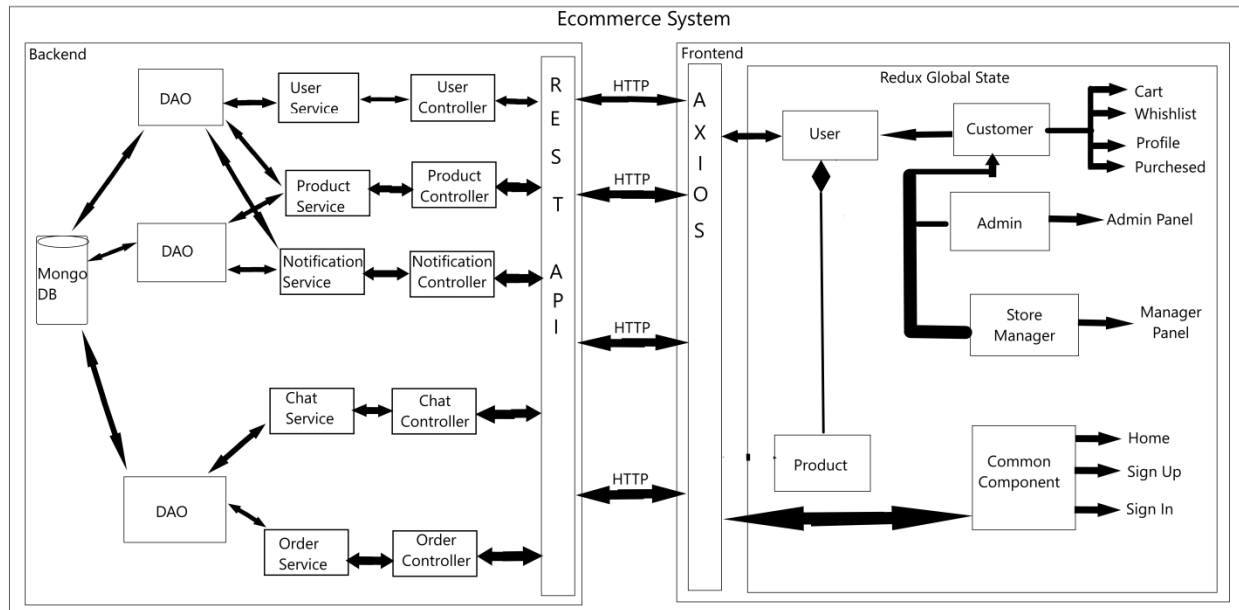 Ecommerce System
Backend
DAO
User
Service
User
Controller
Product
Service
Product
Controller
DAO
Notification
Service
Notification
Controller
Mongo
DB
Chat
Service
Chat
Controller
DAO
Order
Service
Order
Controller
R
E
S
T
A
P
I
HTTP
HTTP
HTTP
HTTP
Frontend
A
X
I
O
S
Redux Global State
User
Customer
Cart
Whishlist
Profile
Purchesed
Admin
Admin Panel
Store
Manager
Manager
Panel
Product
Common
Component
Home
Sign Up
Sign In